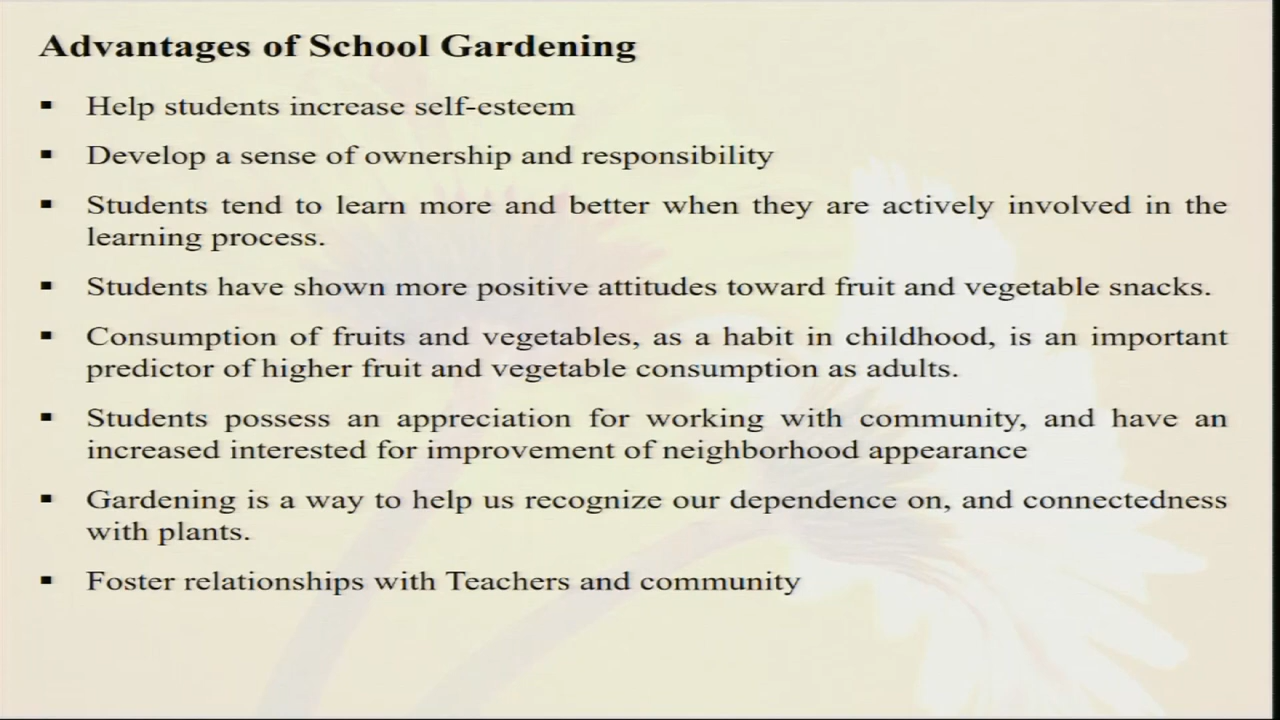 Advantages of School Gardening
▪ Help students increase self-esteem
▪ Develop a sense of ownership and responsibility
▪ Students tend to learn more and better when they are actively involved in the
learning process.
▪ Students have shown more positive attitudes toward fruit and vegetable snacks.
▪ Consumption of fruits and vegetables, as a habit in childhood, is an important
predictor of higher fruit and vegetable consumption as adults.
▪ Students possess an appreciation for working with community, and have an
increased interested for improvement of neighborhood appearance
▪ Gardening is a way to help us recognize our dependence on, and connectedness
with plants.
▪ Foster relationships with Teachers and community